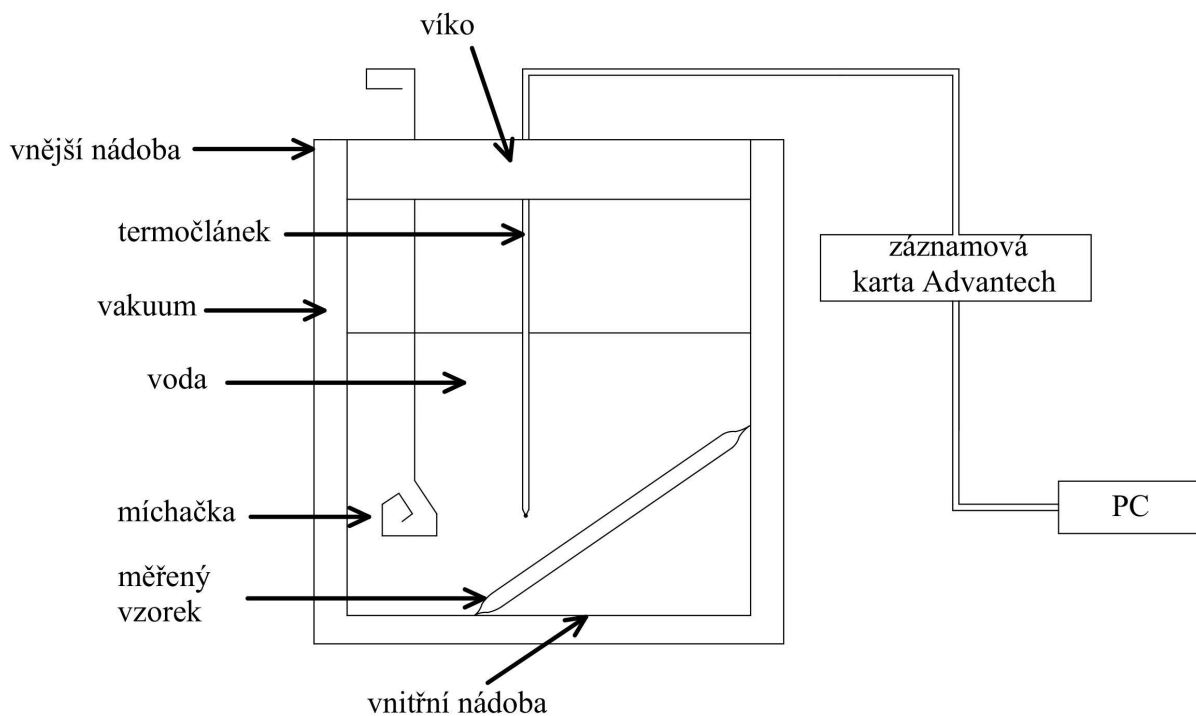 víko
vnější nádoba
termočlánek
záznamová
karta Advantech
vakuum
voda
míchačka
PC
měřený
vzorek
vnitřní nádoba